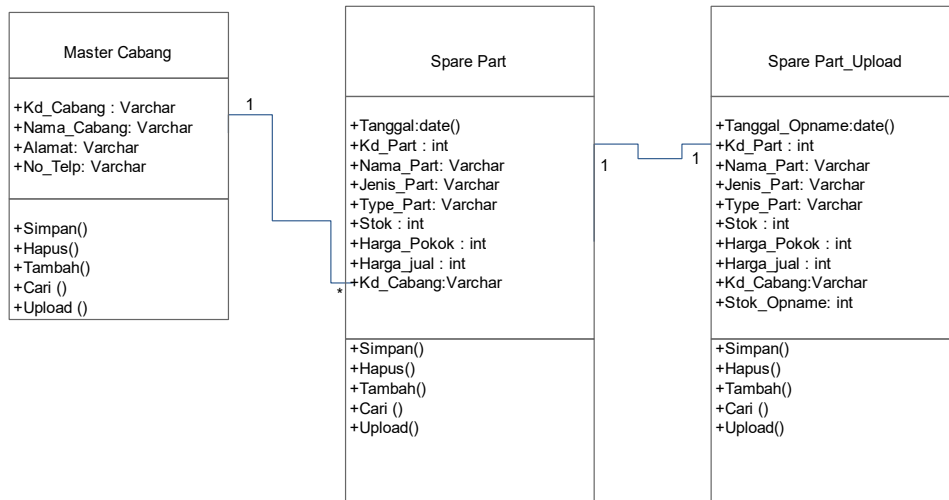 Master Cabang
+Kd_Cabang : Varchar
+Nama_Cabang: Varchar
+Alamat: Varchar
+No_Telp: Varchar
+Simpan()
+Hapus()
+Tambah()
+Cari ()
+Upload ()
1
*
Spare Part
+Tanggal:date()
+Kd_Part : int
+Nama_Part: Varchar
+Jenis_Part: Varchar
+Type_Part: Varchar
+Stok : int
+Harga_Pokok : int
+Harga_jual : int
+Kd_Cabang:Varchar
+Simpan()
+Hapus()
+Tambah()
+Cari ()
+Upload()
1
1
Spare Part_Upload
+Tanggal_Opname:date()
+Kd_Part : int
+Nama_Part: Varchar
+Jenis_Part: Varchar
+Type_Part: Varchar
+Stok : int
+Harga_Pokok : int
+Harga_jual : int
+Kd_Cabang:Varchar
+Stok_Opname: int
+Simpan()
+Hapus()
+Tambah()
+Cari ()
+Upload()